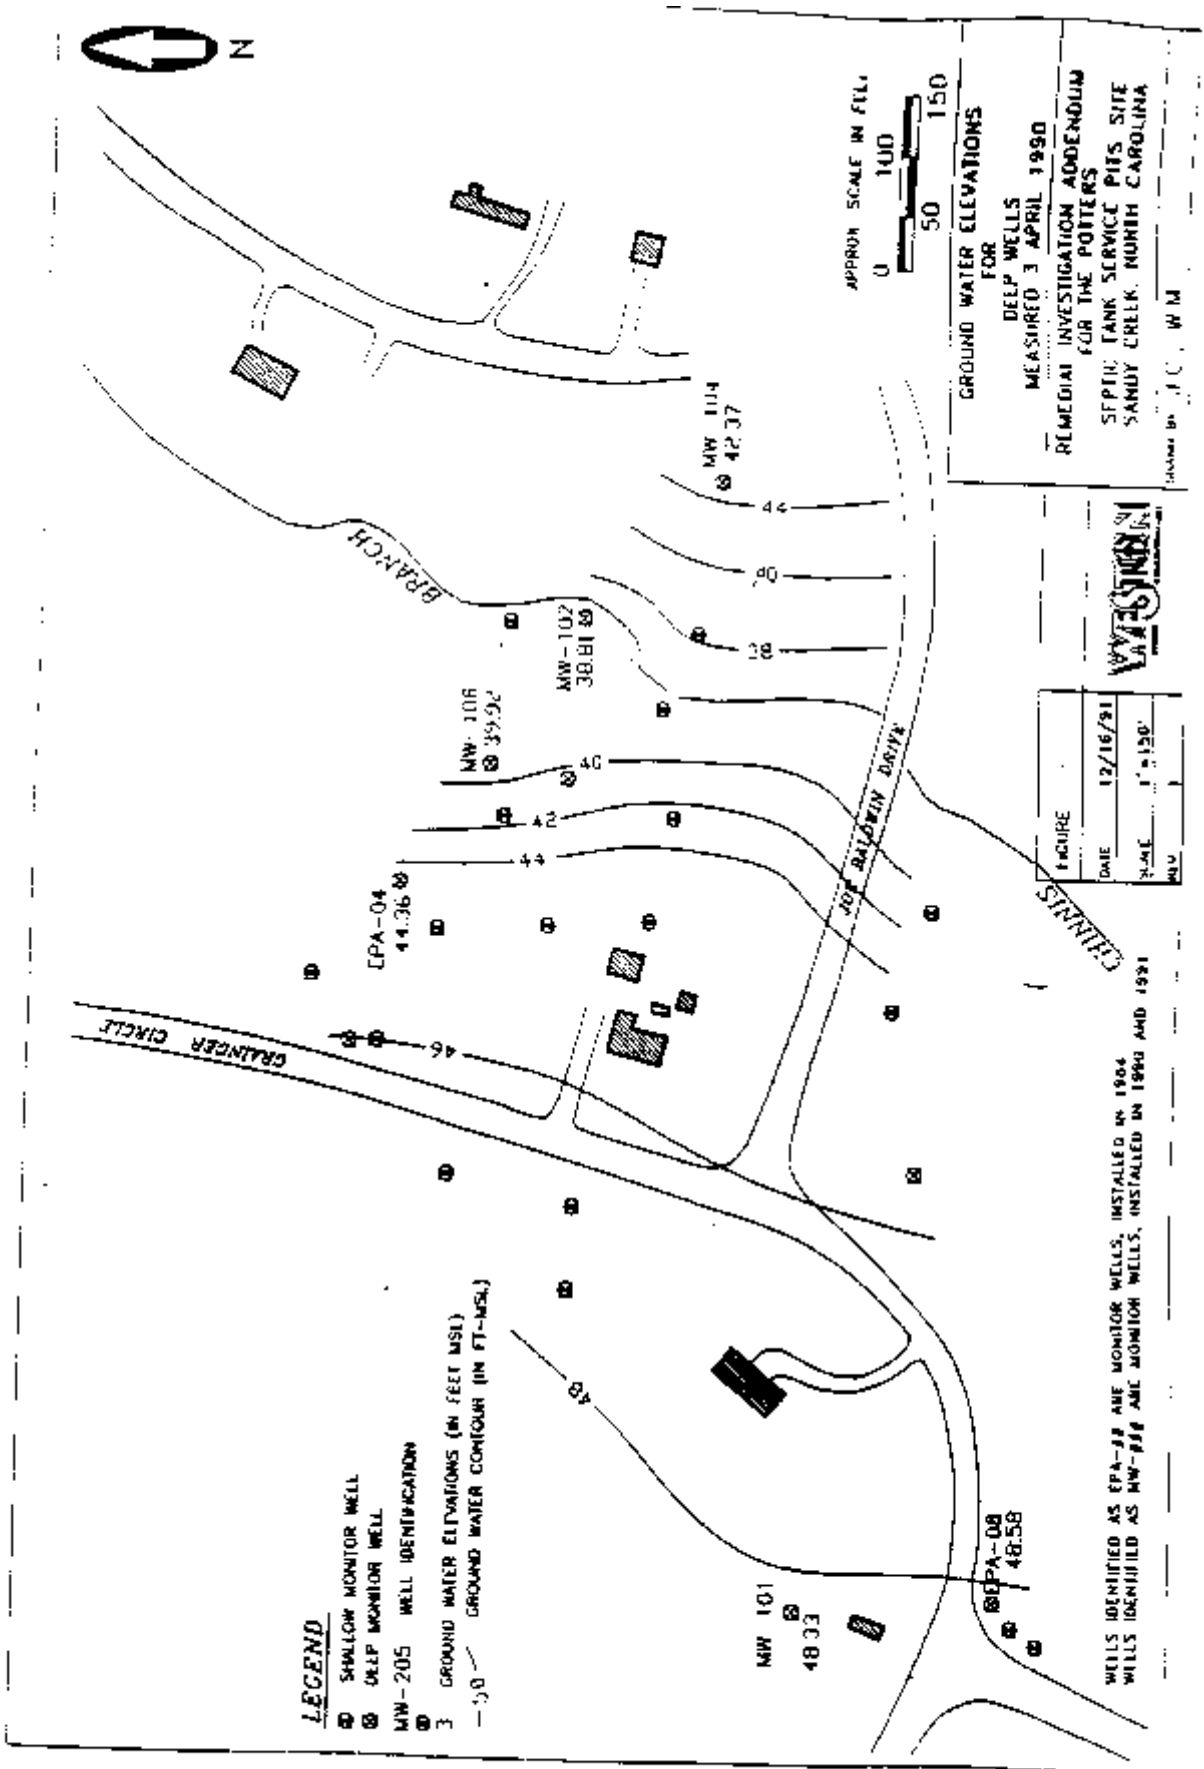 N
BRANCH
GRAINGER CIRCLE
EPA-04
44.36
MW-106
39.92
MW-102
38.81
MW 104
42.37
44
40
38
40
42
44
46
48
JOE BALDWIN DRIVE
CHINNIS
MW 101
48 33
EPA-08
48.58
LEGEND
SHALLOW MONITOR WELL
DEEP MONITOR WELL
MW-205 WELL IDENTIFICATION
3 GROUND WATER ELEVATIONS (IN FEET MSL)
GROUND WATER CONTOUR (IN FT-MSL)
WELLS IDENTIFIED AS EPA-## ARE MONITOR WELLS, INSTALLED IN 1984
WELLS IDENTIFIED AS MW-### ARE MONITOR WELLS, INSTALLED IN 1990 AND 1991
APPROX SCALE IN FEET
0 100
50 150
GROUND WATER ELEVATIONS
FOR
DEEP WELLS
MEASURED 3 APRIL 1990
REMEDIAL INVESTIGATION ADDENDUM
FOR THE POTTERS
SEPTIC TANK SERVICE PITS SITE
SANDY CREEK, NORTH CAROLINA
WESTON
FIGURE
DATE 12/16/91
SCALE 1"=150'
REV
DRAWN BY J.C., W M